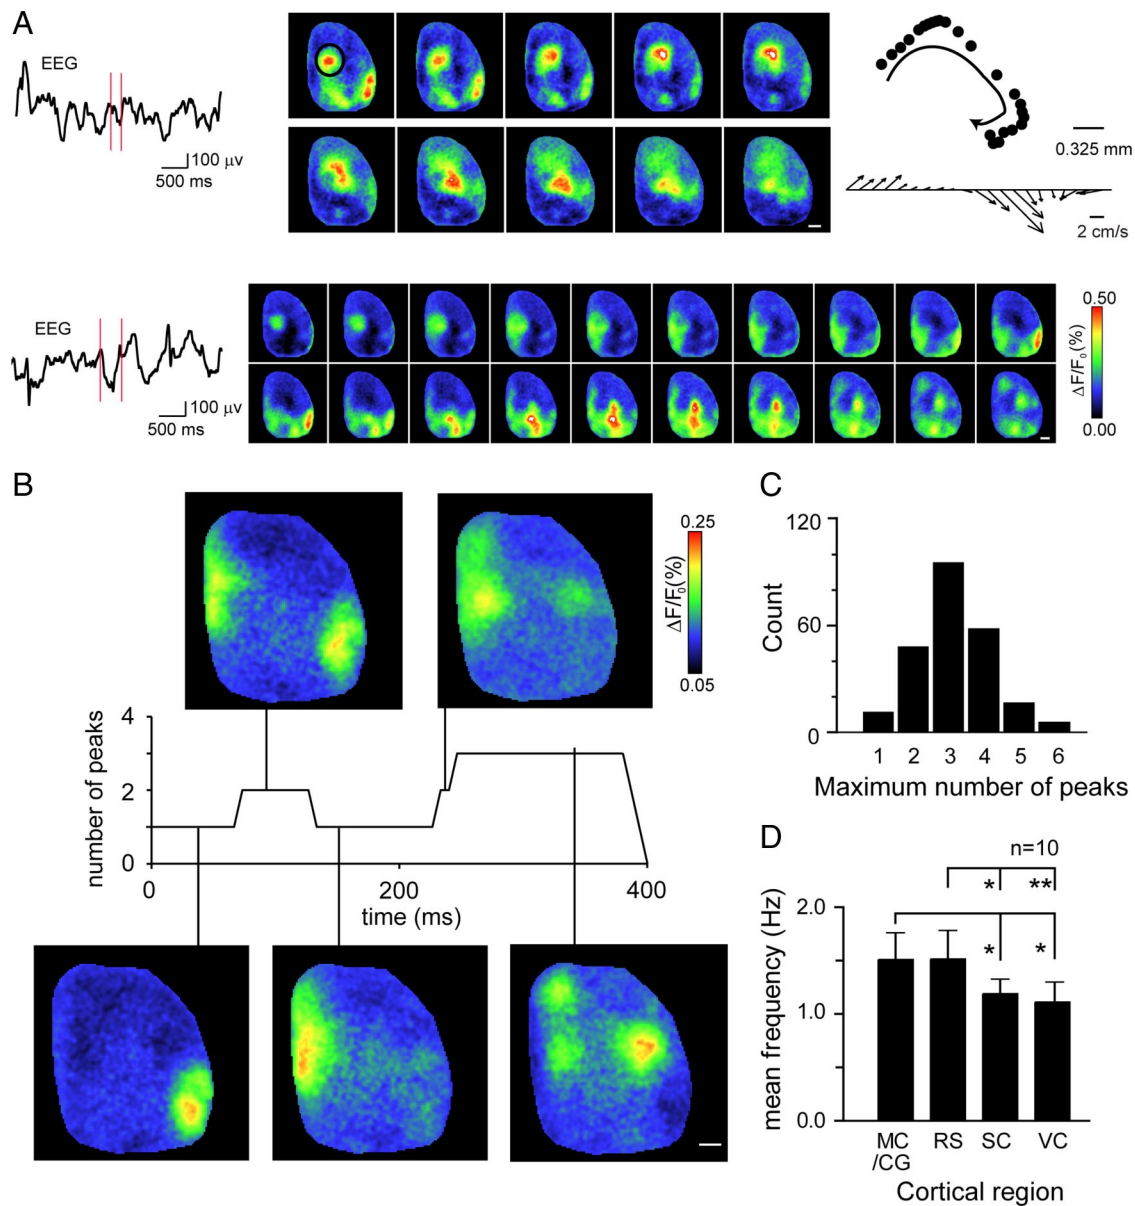 A
EEG
100 μv
500 ms
0.325 mm
2 cm/s
EEG
100 μv
500 ms
0.50
ΔF/F₀(%)
0.00
B
0.25
ΔF/F₀(%)
0.05
4
2
0
number of peaks
0 200 400
time (ms)
C
120
60
0
Count
1 2 3 4 5 6
Maximum number of peaks
D
n=10
* **
* *
2.0
1.0
0.0
mean frequency (Hz)
MC RS SC VC
/CG
Cortical region